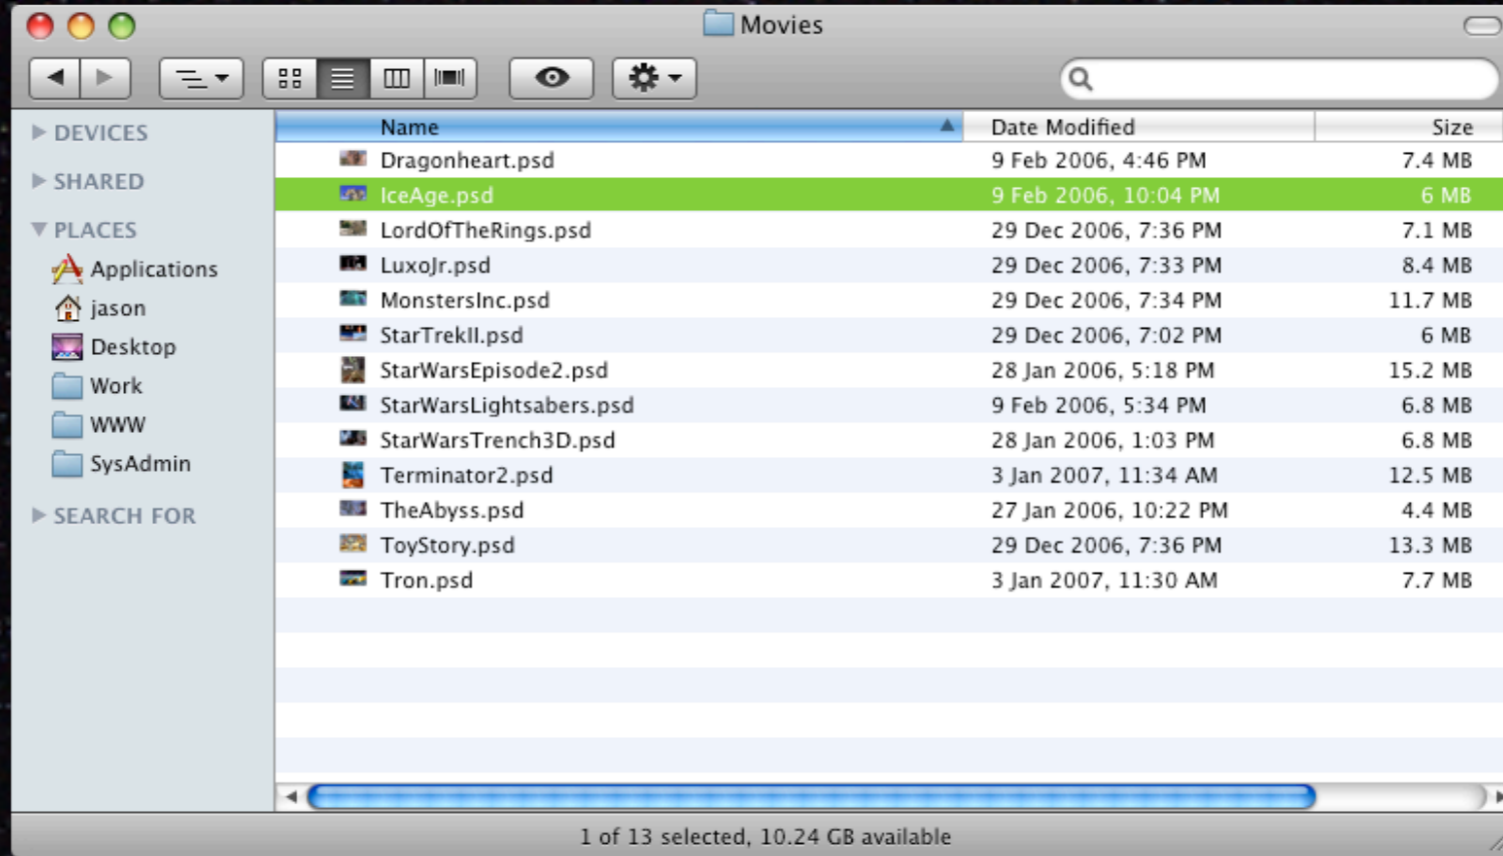 Movies
DEVICES
SHARED
PLACES
Applications
jason
Desktop
Work
WWW
SysAdmin
SEARCH FOR
Name Date Modified Size
Dragonheart.psd 9 Feb 2006, 4:46 PM 7.4 MB
IceAge.psd 9 Feb 2006, 10:04 PM 6 MB
LordOfTheRings.psd 29 Dec 2006, 7:36 PM 7.1 MB
LuxoJr.psd 29 Dec 2006, 7:33 PM 8.4 MB
MonstersInc.psd 29 Dec 2006, 7:34 PM 11.7 MB
StarTrekII.psd 29 Dec 2006, 7:02 PM 6 MB
StarWarsEpisode2.psd 28 Jan 2006, 5:18 PM 15.2 MB
StarWarsLightsabers.psd 9 Feb 2006, 5:34 PM 6.8 MB
StarWarsTrench3D.psd 28 Jan 2006, 1:03 PM 6.8 MB
Terminator2.psd 3 Jan 2007, 11:34 AM 12.5 MB
TheAbyss.psd 27 Jan 2006, 10:22 PM 4.4 MB
ToyStory.psd 29 Dec 2006, 7:36 PM 13.3 MB
Tron.psd 3 Jan 2007, 11:30 AM 7.7 MB
1 of 13 selected, 10.24 GB available